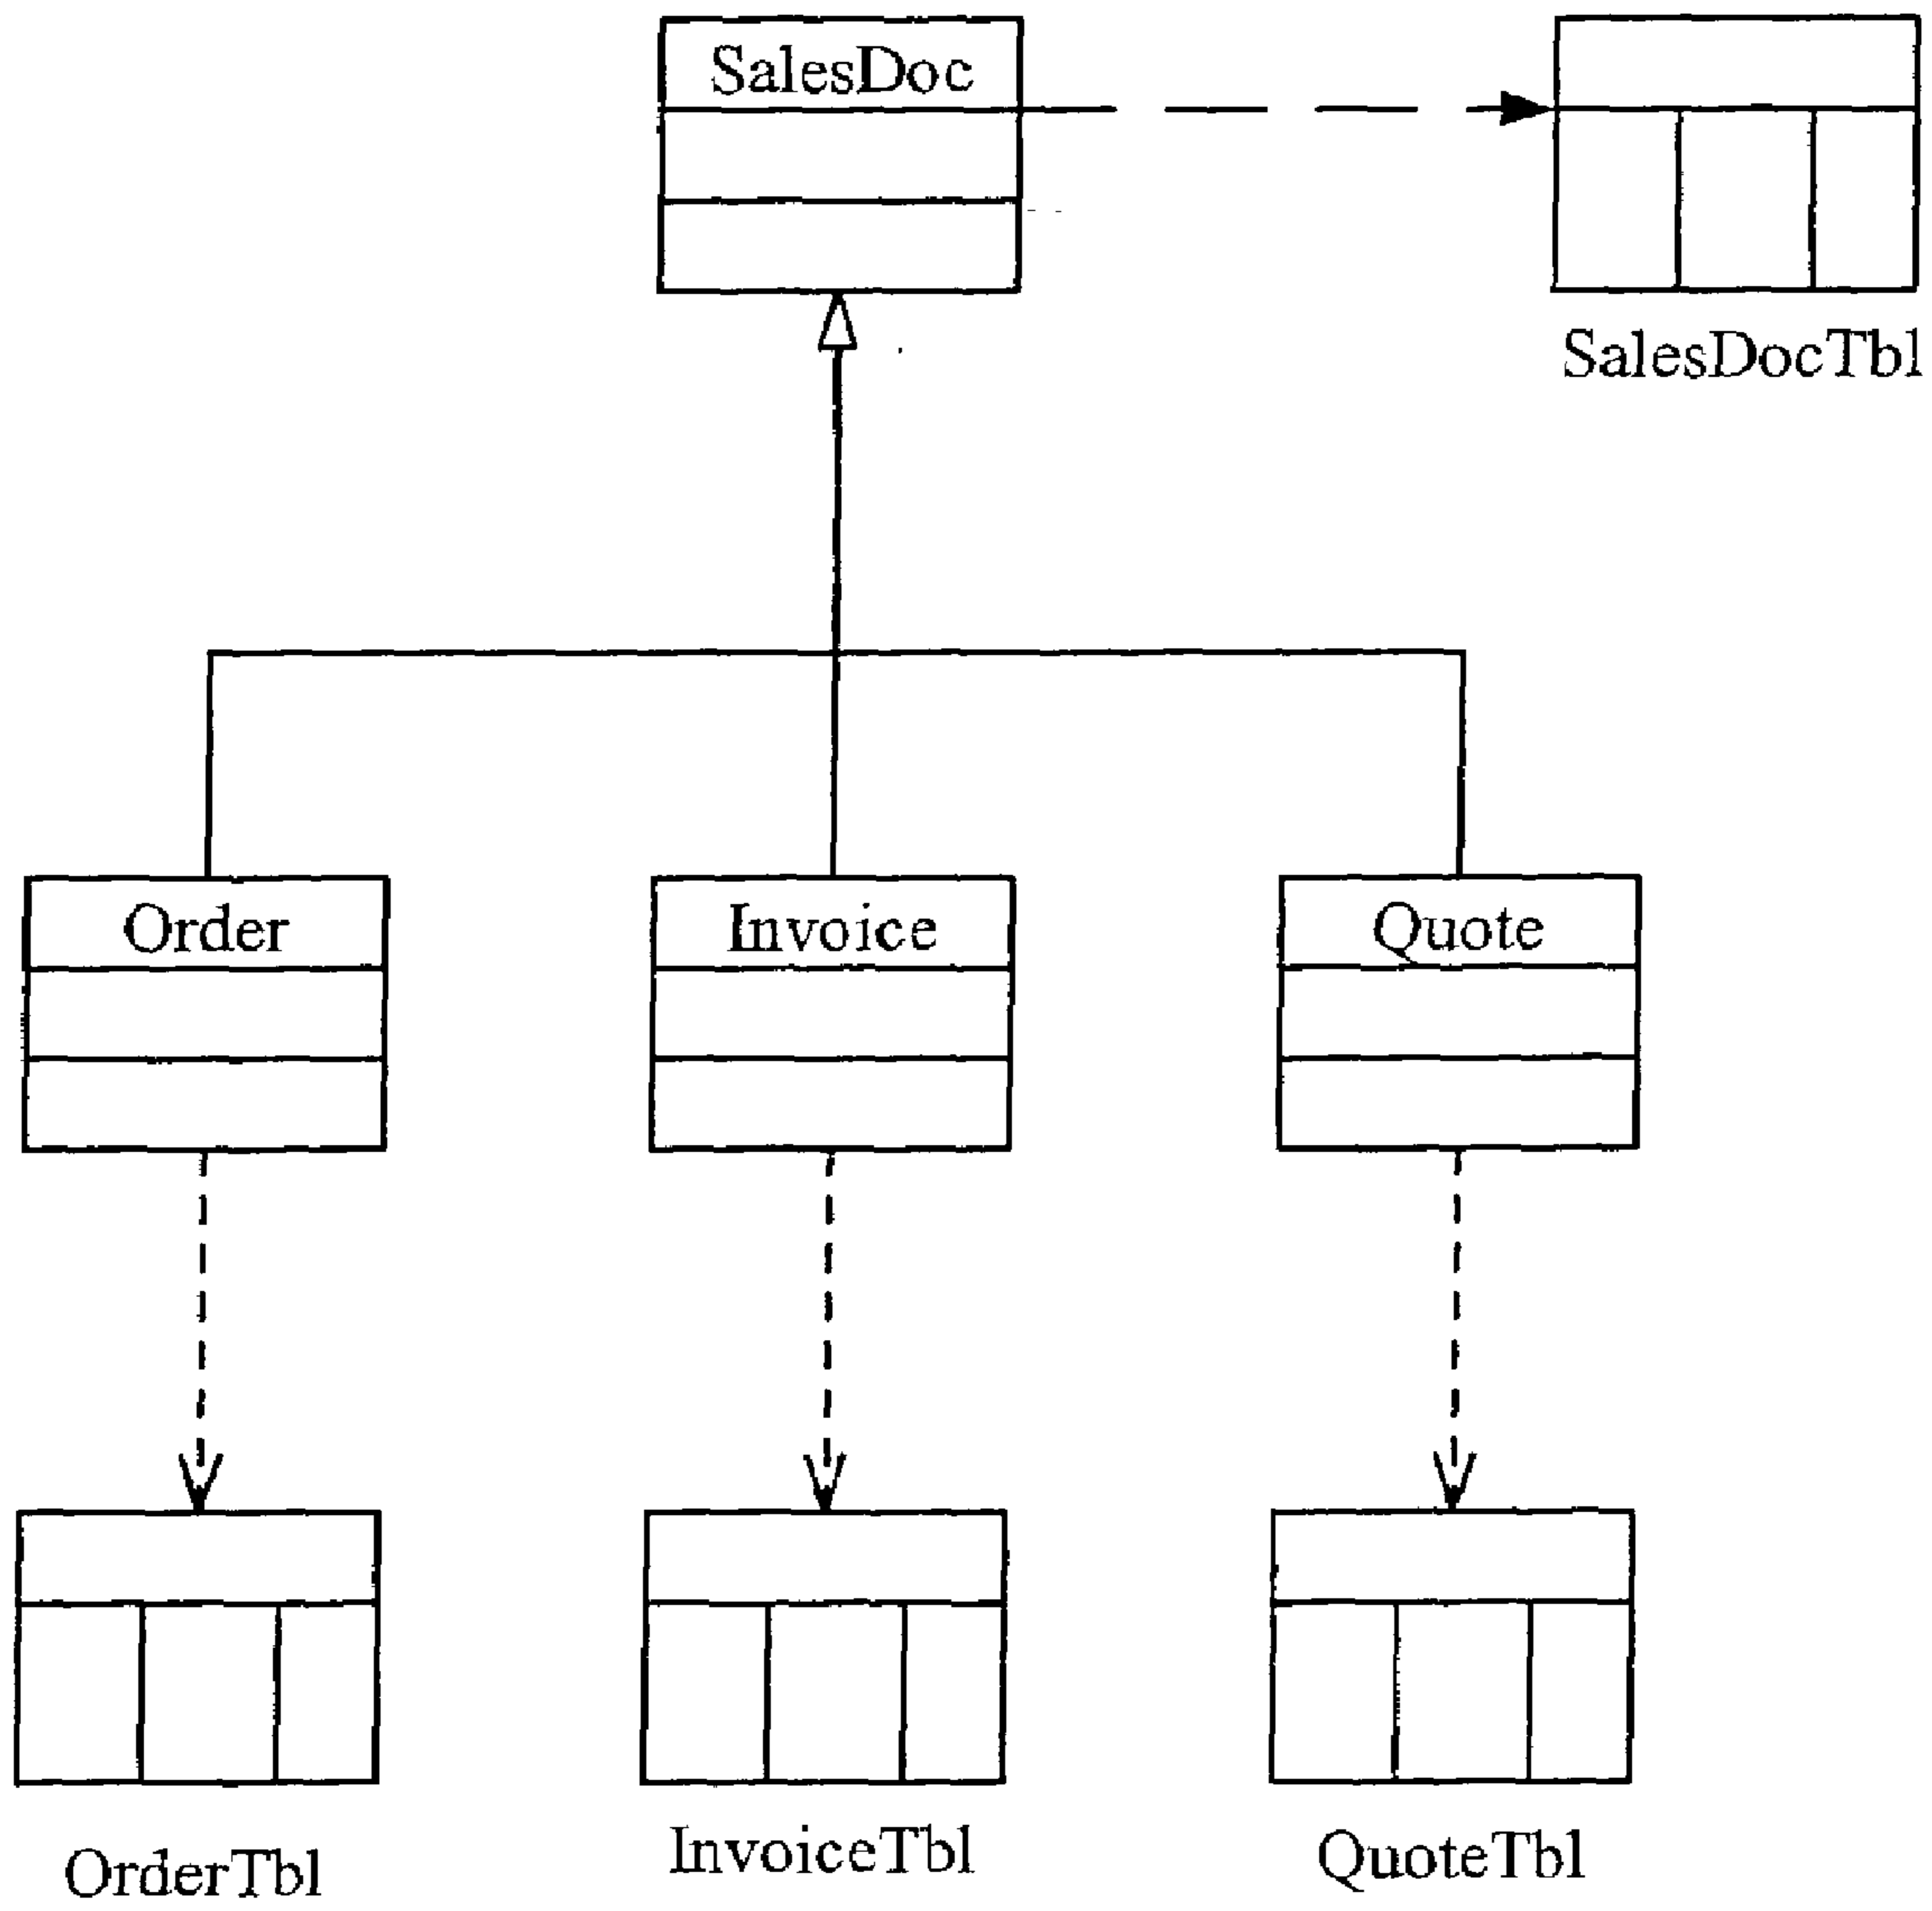 SalesDoc
SalesDocTbl
Order
Invoice
Quote
OrderTbl
InvoiceTbl
QuoteTbl